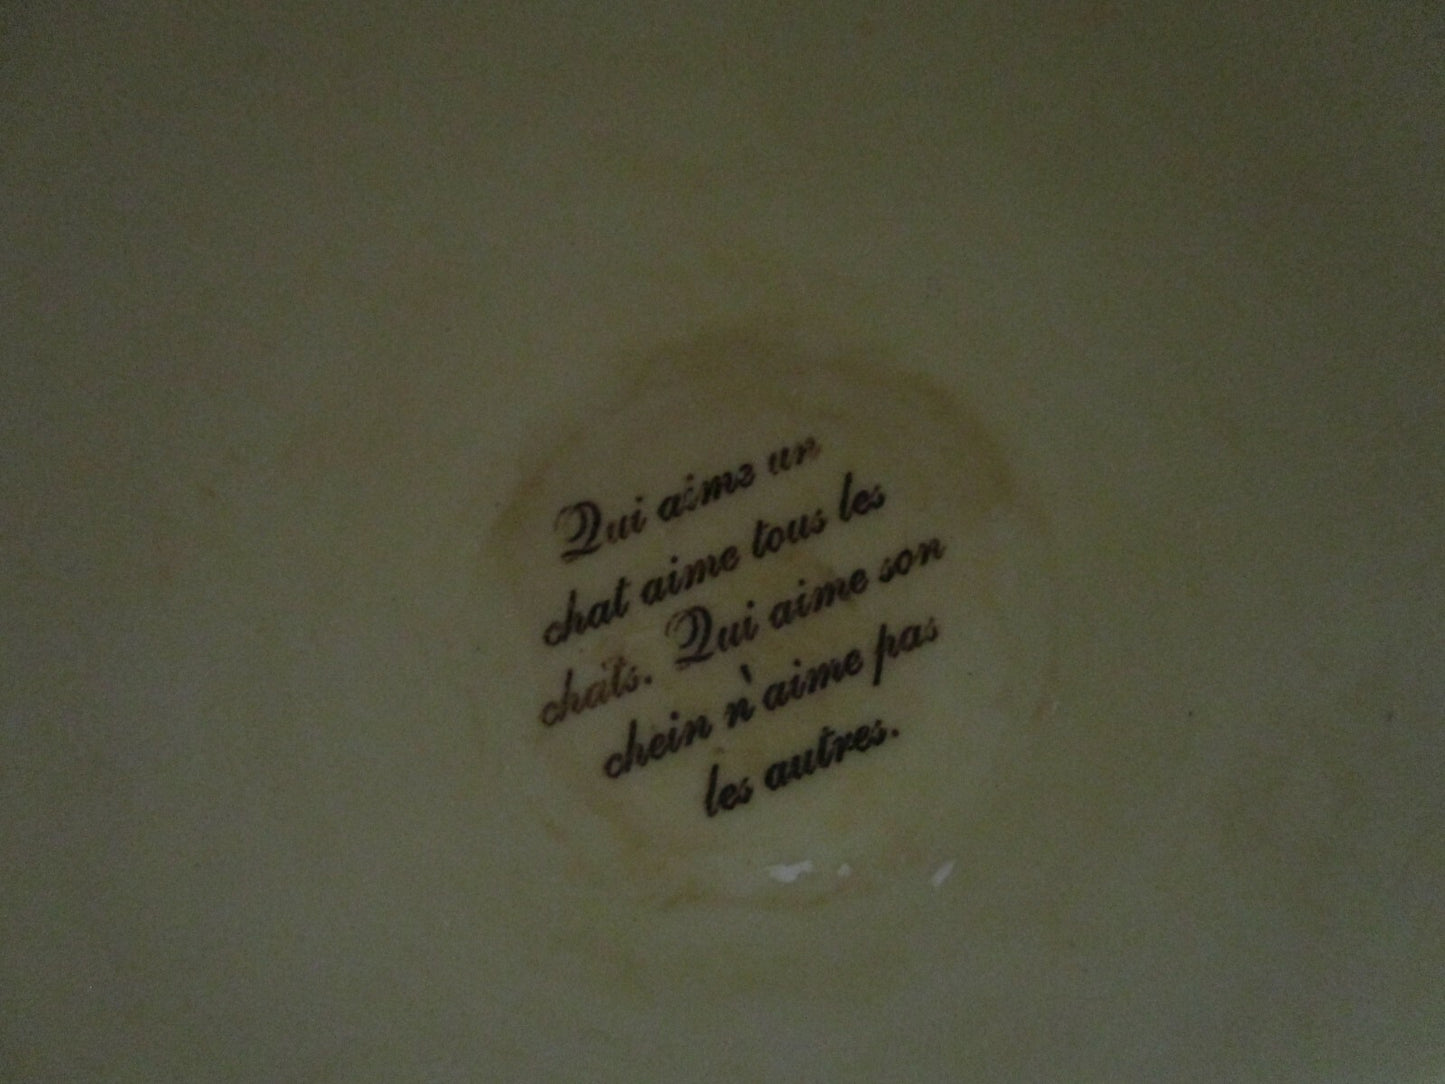 Qui aime un
chat aime tous les
chats. Qui aime son
chein n'aime pas
les autres.